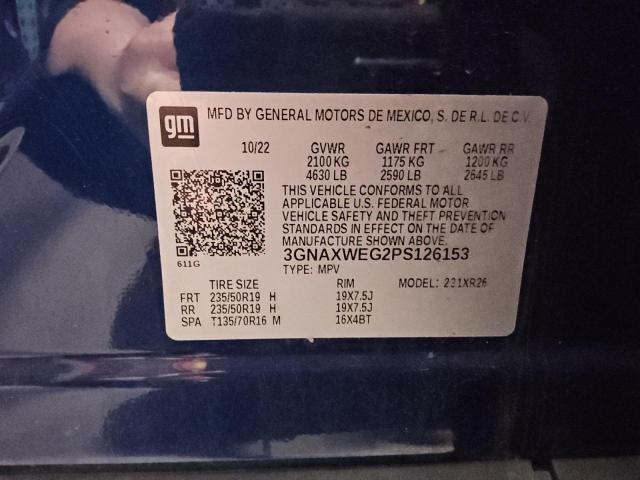 gm
MFD BY GENERAL MOTORS DE MEXICO, S. DE R.L. DE C.V.
10/22 GVWR GAWR FRT GAWR RR
2100 KG 1175 KG 1200 KG
4630 LB 2590 LB 2645 LB
THIS VEHICLE CONFORMS TO ALL
APPLICABLE U.S. FEDERAL MOTOR
VEHICLE SAFETY AND THEFT PREVENTION
STANDARDS IN EFFECT ON THE DATE OF
MANUFACTURE SHOWN ABOVE.
3GNAXWEG2PS126153
611G
TYPE: MPV MODEL: 231XR26
TIRE SIZE RIM
FRT 235/50R19 H 19X7.5J
RR 235/50R19 H 19X7.5J
SPA T135/70R16 M 16X4BT